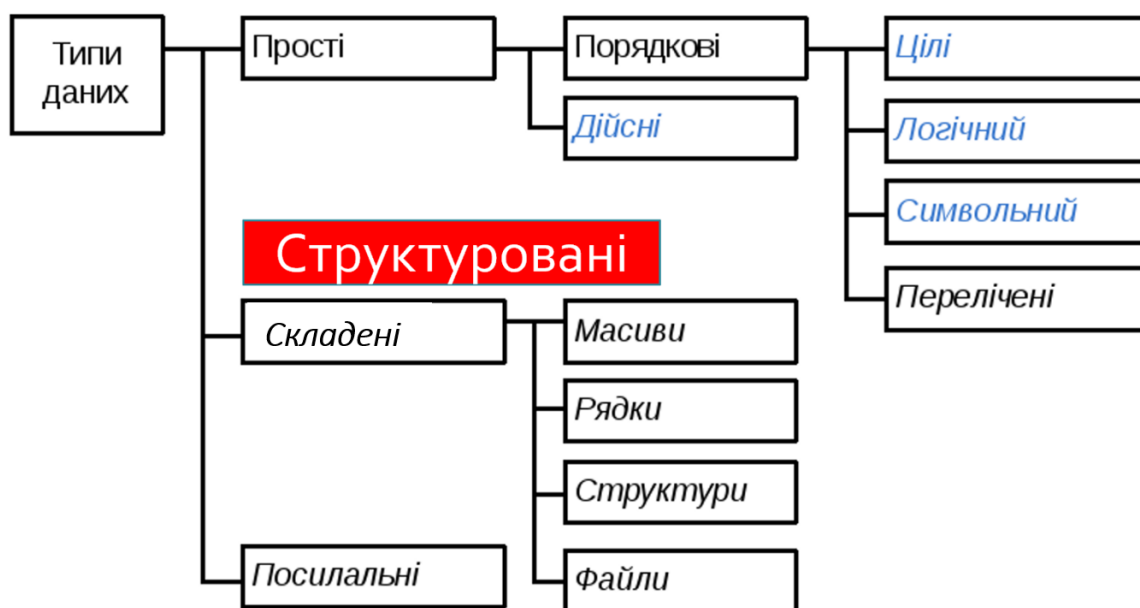 Типи
даних
Прості
Порядкові
Цілі
Дійсні
Логічний
Символьний
Перелічені
Структуровані
Складені
Масиви
Рядки
Структури
Посилальні
Файли